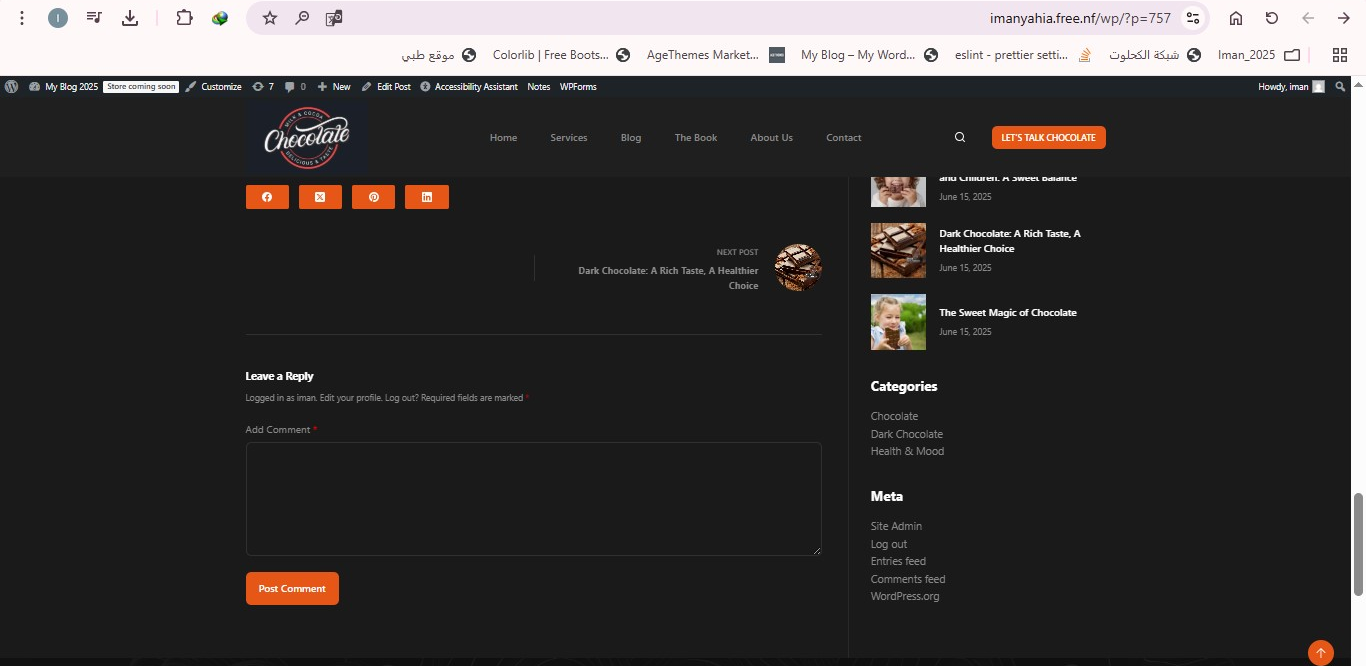 imanyahia.free.nf/wp/?p=757
موقع طبي
Colorlib | Free Boots...
AgeThemes Market...
My Blog – My Wor...
eslint - prettier setti...
شبكة الكحلوت
Iman_2025
My Blog 2025
Store coming soon
Customize
7
0
New
Edit Post
Accessibility Assistant
Notes
WPForms
Howdy, iman
MILK & COCOA
Chocolate
DELICIOUS & TASTE
Home
Services
Blog
The Book
About Us
Contact
LET'S TALK CHOCOLATE
NEXT POST
Dark Chocolate: A Rich Taste, A Healthier
Choice
Leave a Reply
Logged in as iman. Edit your profile. Log out? Required fields are marked *
Add Comment *
Post Comment
and Children: A Sweet Balance
June 15, 2025
Dark Chocolate: A Rich Taste, A
Healthier Choice
June 15, 2025
The Sweet Magic of Chocolate
June 15, 2025
Categories
Chocolate
Dark Chocolate
Health & Mood
Meta
Site Admin
Log out
Entries feed
Comments feed
WordPress.org